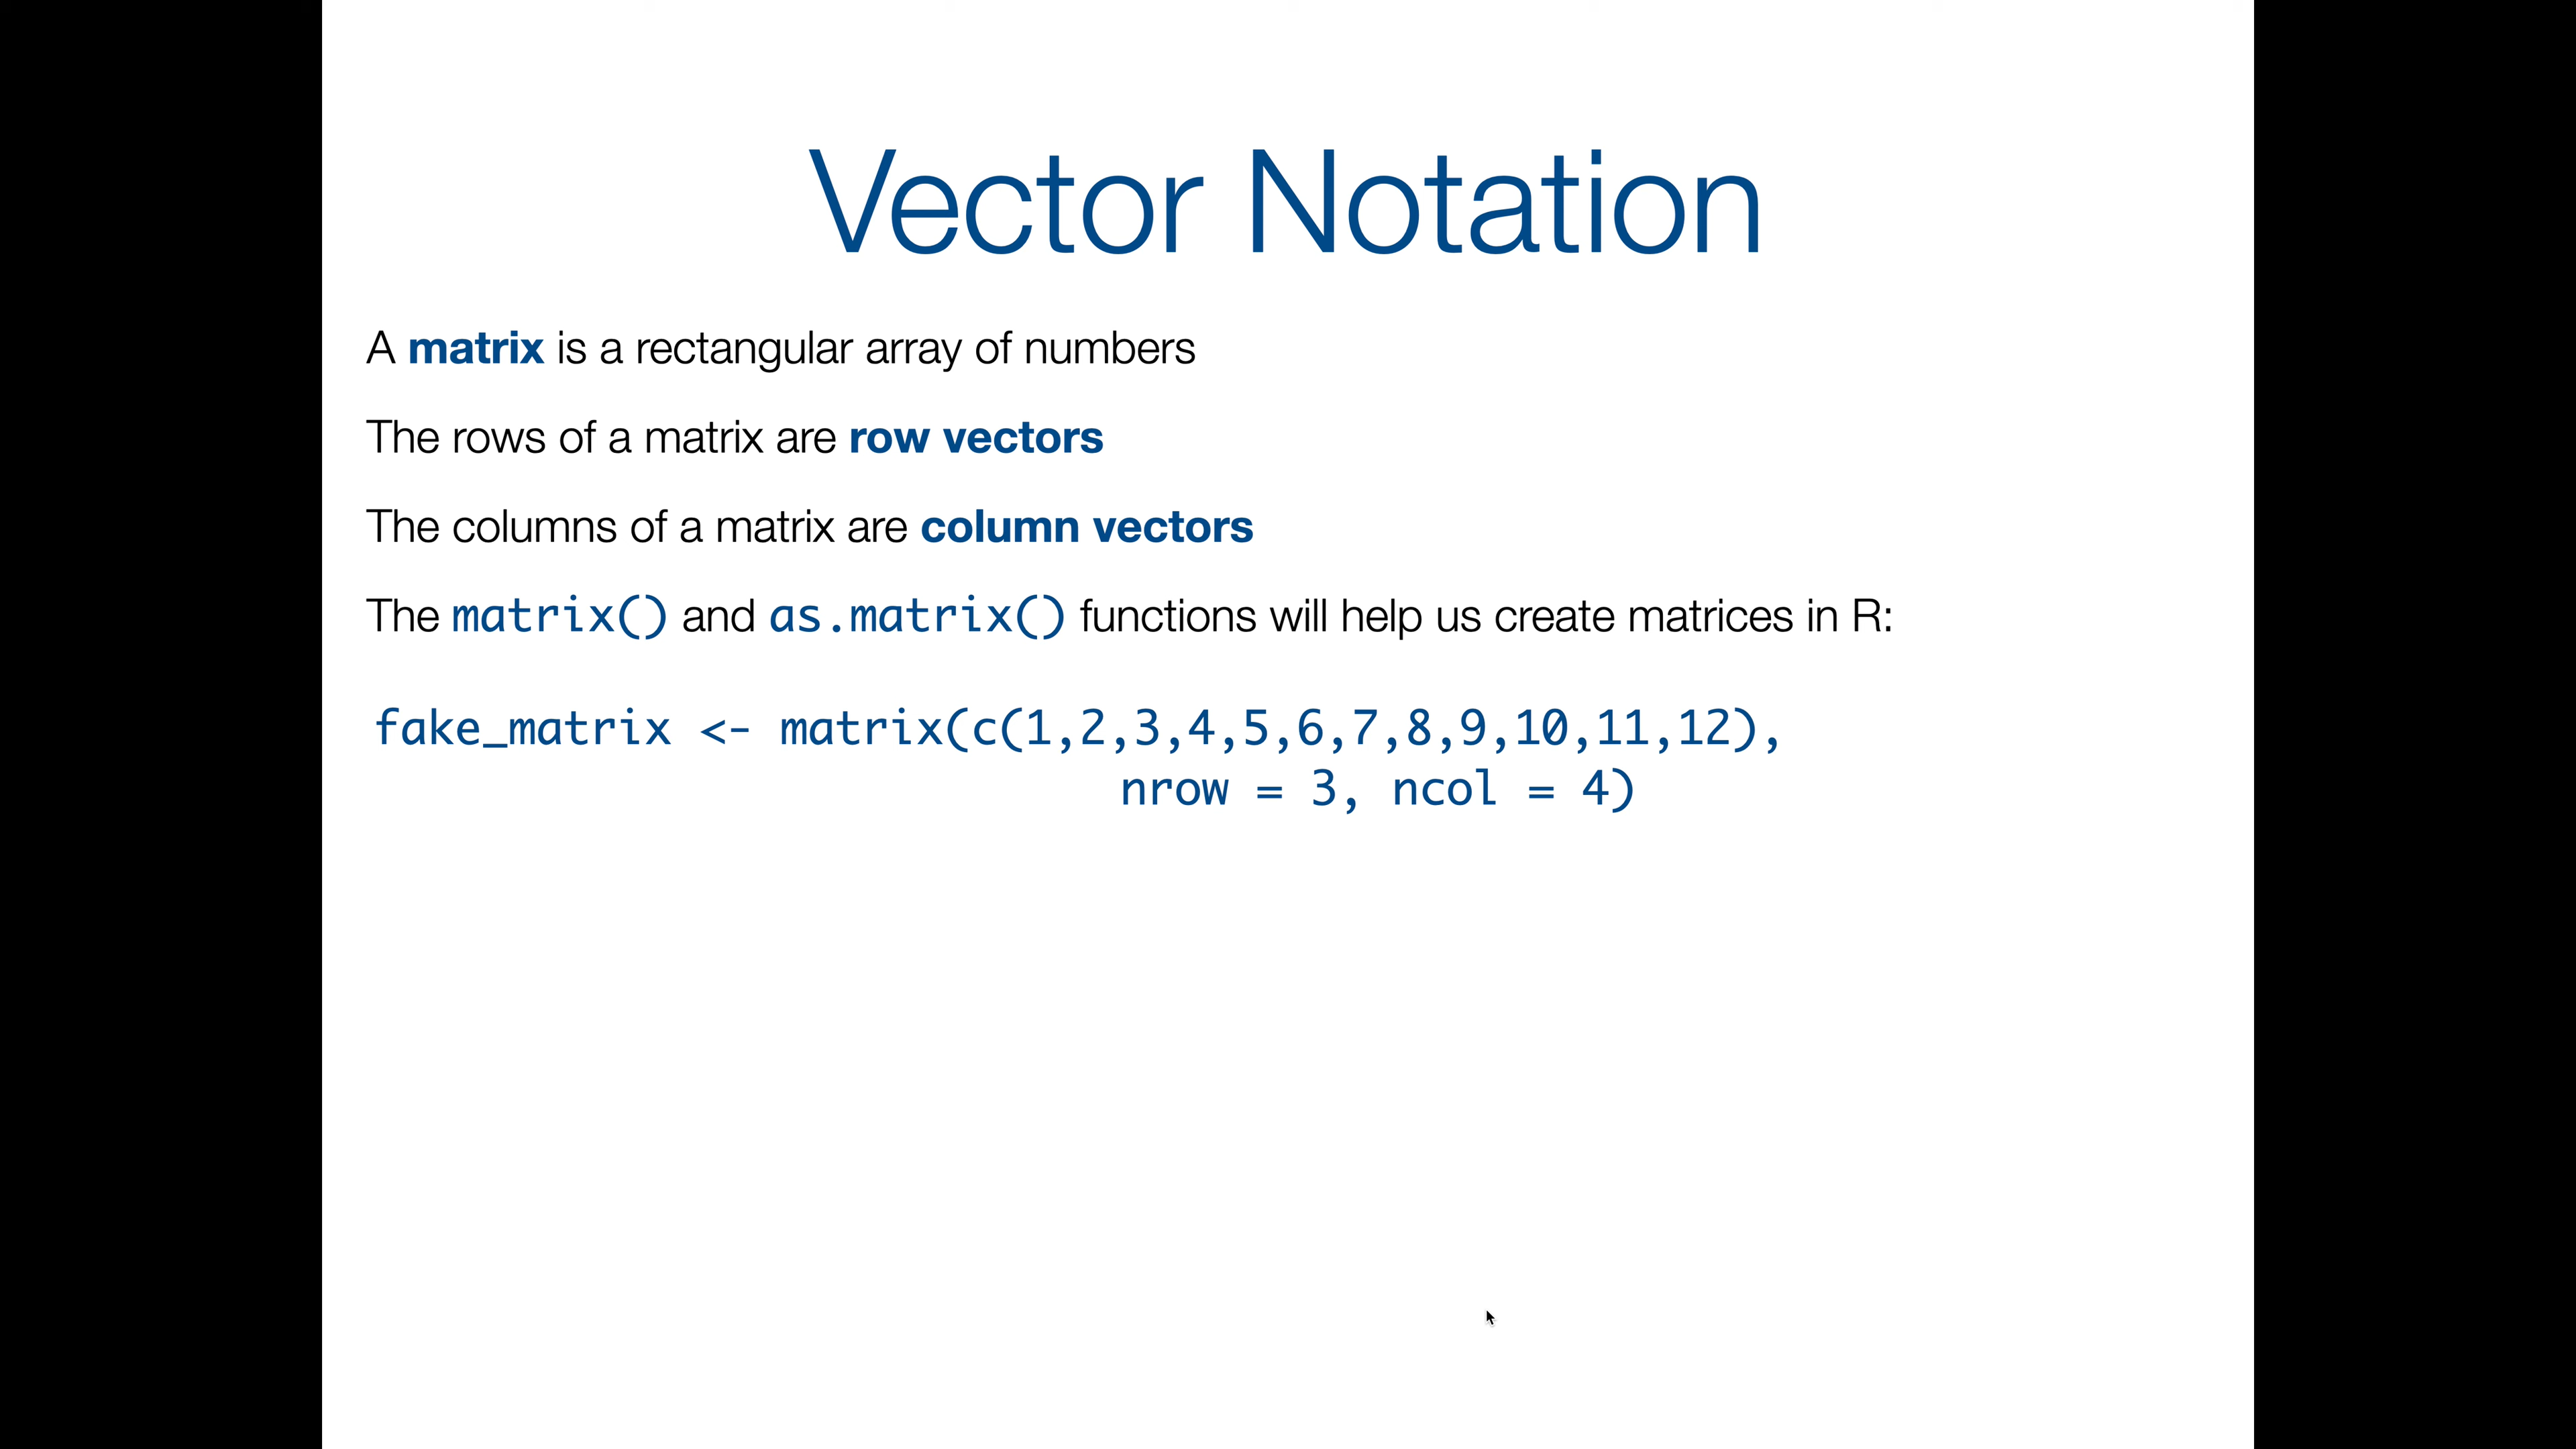 Vector Notation
A matrix is a rectangular array of numbers
The rows of a matrix are row vectors
The columns of a matrix are column vectors
The matrix() and as.matrix() functions will help us create matrices in R:
fake_matrix <- matrix(c(1,2,3,4,5,6,7,8,9,10,11,12),
nrow = 3, ncol = 4)